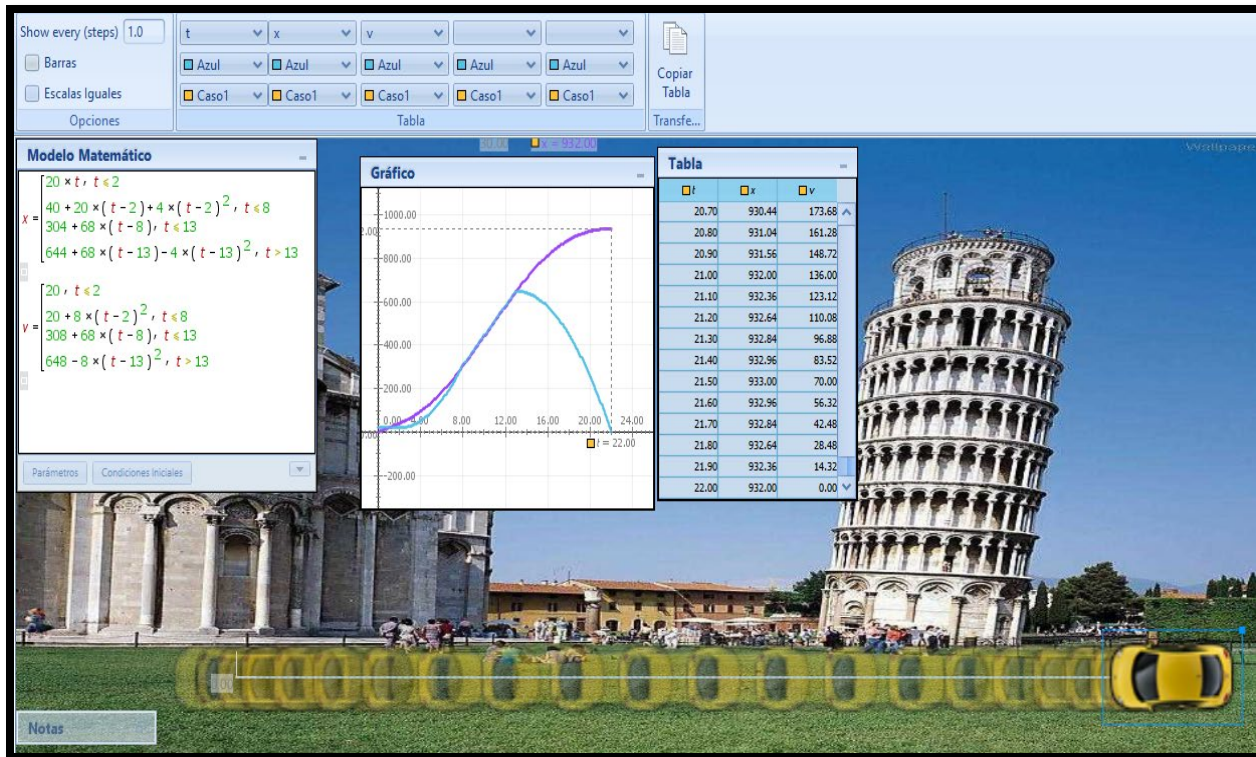 Show every (steps) 1.0
Barras
Escalas Iguales
Opciones
t x v
Azul Azul Azul Azul Azul
Caso1 Caso1 Caso1 Caso1 Caso1
Tabla
Copiar
Tabla
Transfe...
30.00 x = 932.00
Wallpape
Modelo Matemático
x =
20 × t, t ≤ 2
40 + 20 × ( t - 2 ) + 4 × ( t - 2 )², t ≤ 8
304 + 68 × ( t - 8 ), t ≤ 13
644 + 68 × ( t - 13 ) - 4 × ( t - 13 )², t > 13
v =
20, t ≤ 2
20 + 8 × ( t - 2 )², t ≤ 8
308 + 68 × ( t - 8 ), t ≤ 13
648 - 8 × ( t - 13 )², t > 13
Parámetros Condiciones Iniciales
Gráfico
1000.00
800.00
600.00
400.00
200.00
0.00 4.00 8.00 12.00 16.00 20.00 24.00
t = 22.00
-200.00
Tabla
t x v
20.70 930.44 173.68
20.80 931.04 161.28
20.90 931.56 148.72
21.00 932.00 136.00
21.10 932.36 123.12
21.20 932.64 110.08
21.30 932.84 96.88
21.40 932.96 83.52
21.50 933.00 70.00
21.60 932.96 56.32
21.70 932.84 42.48
21.80 932.64 28.48
21.90 932.36 14.32
22.00 932.00 0.00
Notas